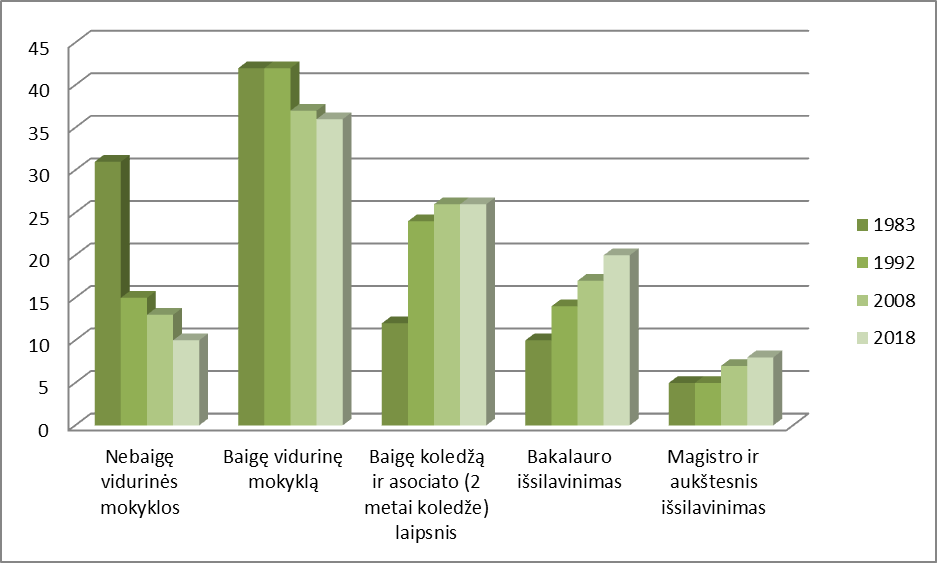 45
40
35
30
25
20
15
10
5
0
Nebaigę
vidurinės
mokyklos
Baigę vidurinę
mokyklą
Baigę koledžą
ir asociato (2
metai koledže)
laipsnis
Bakalauro
išsilavinimas
Magistro ir
aukštesnis
išsilavinimas
1983
1992
2008
2018